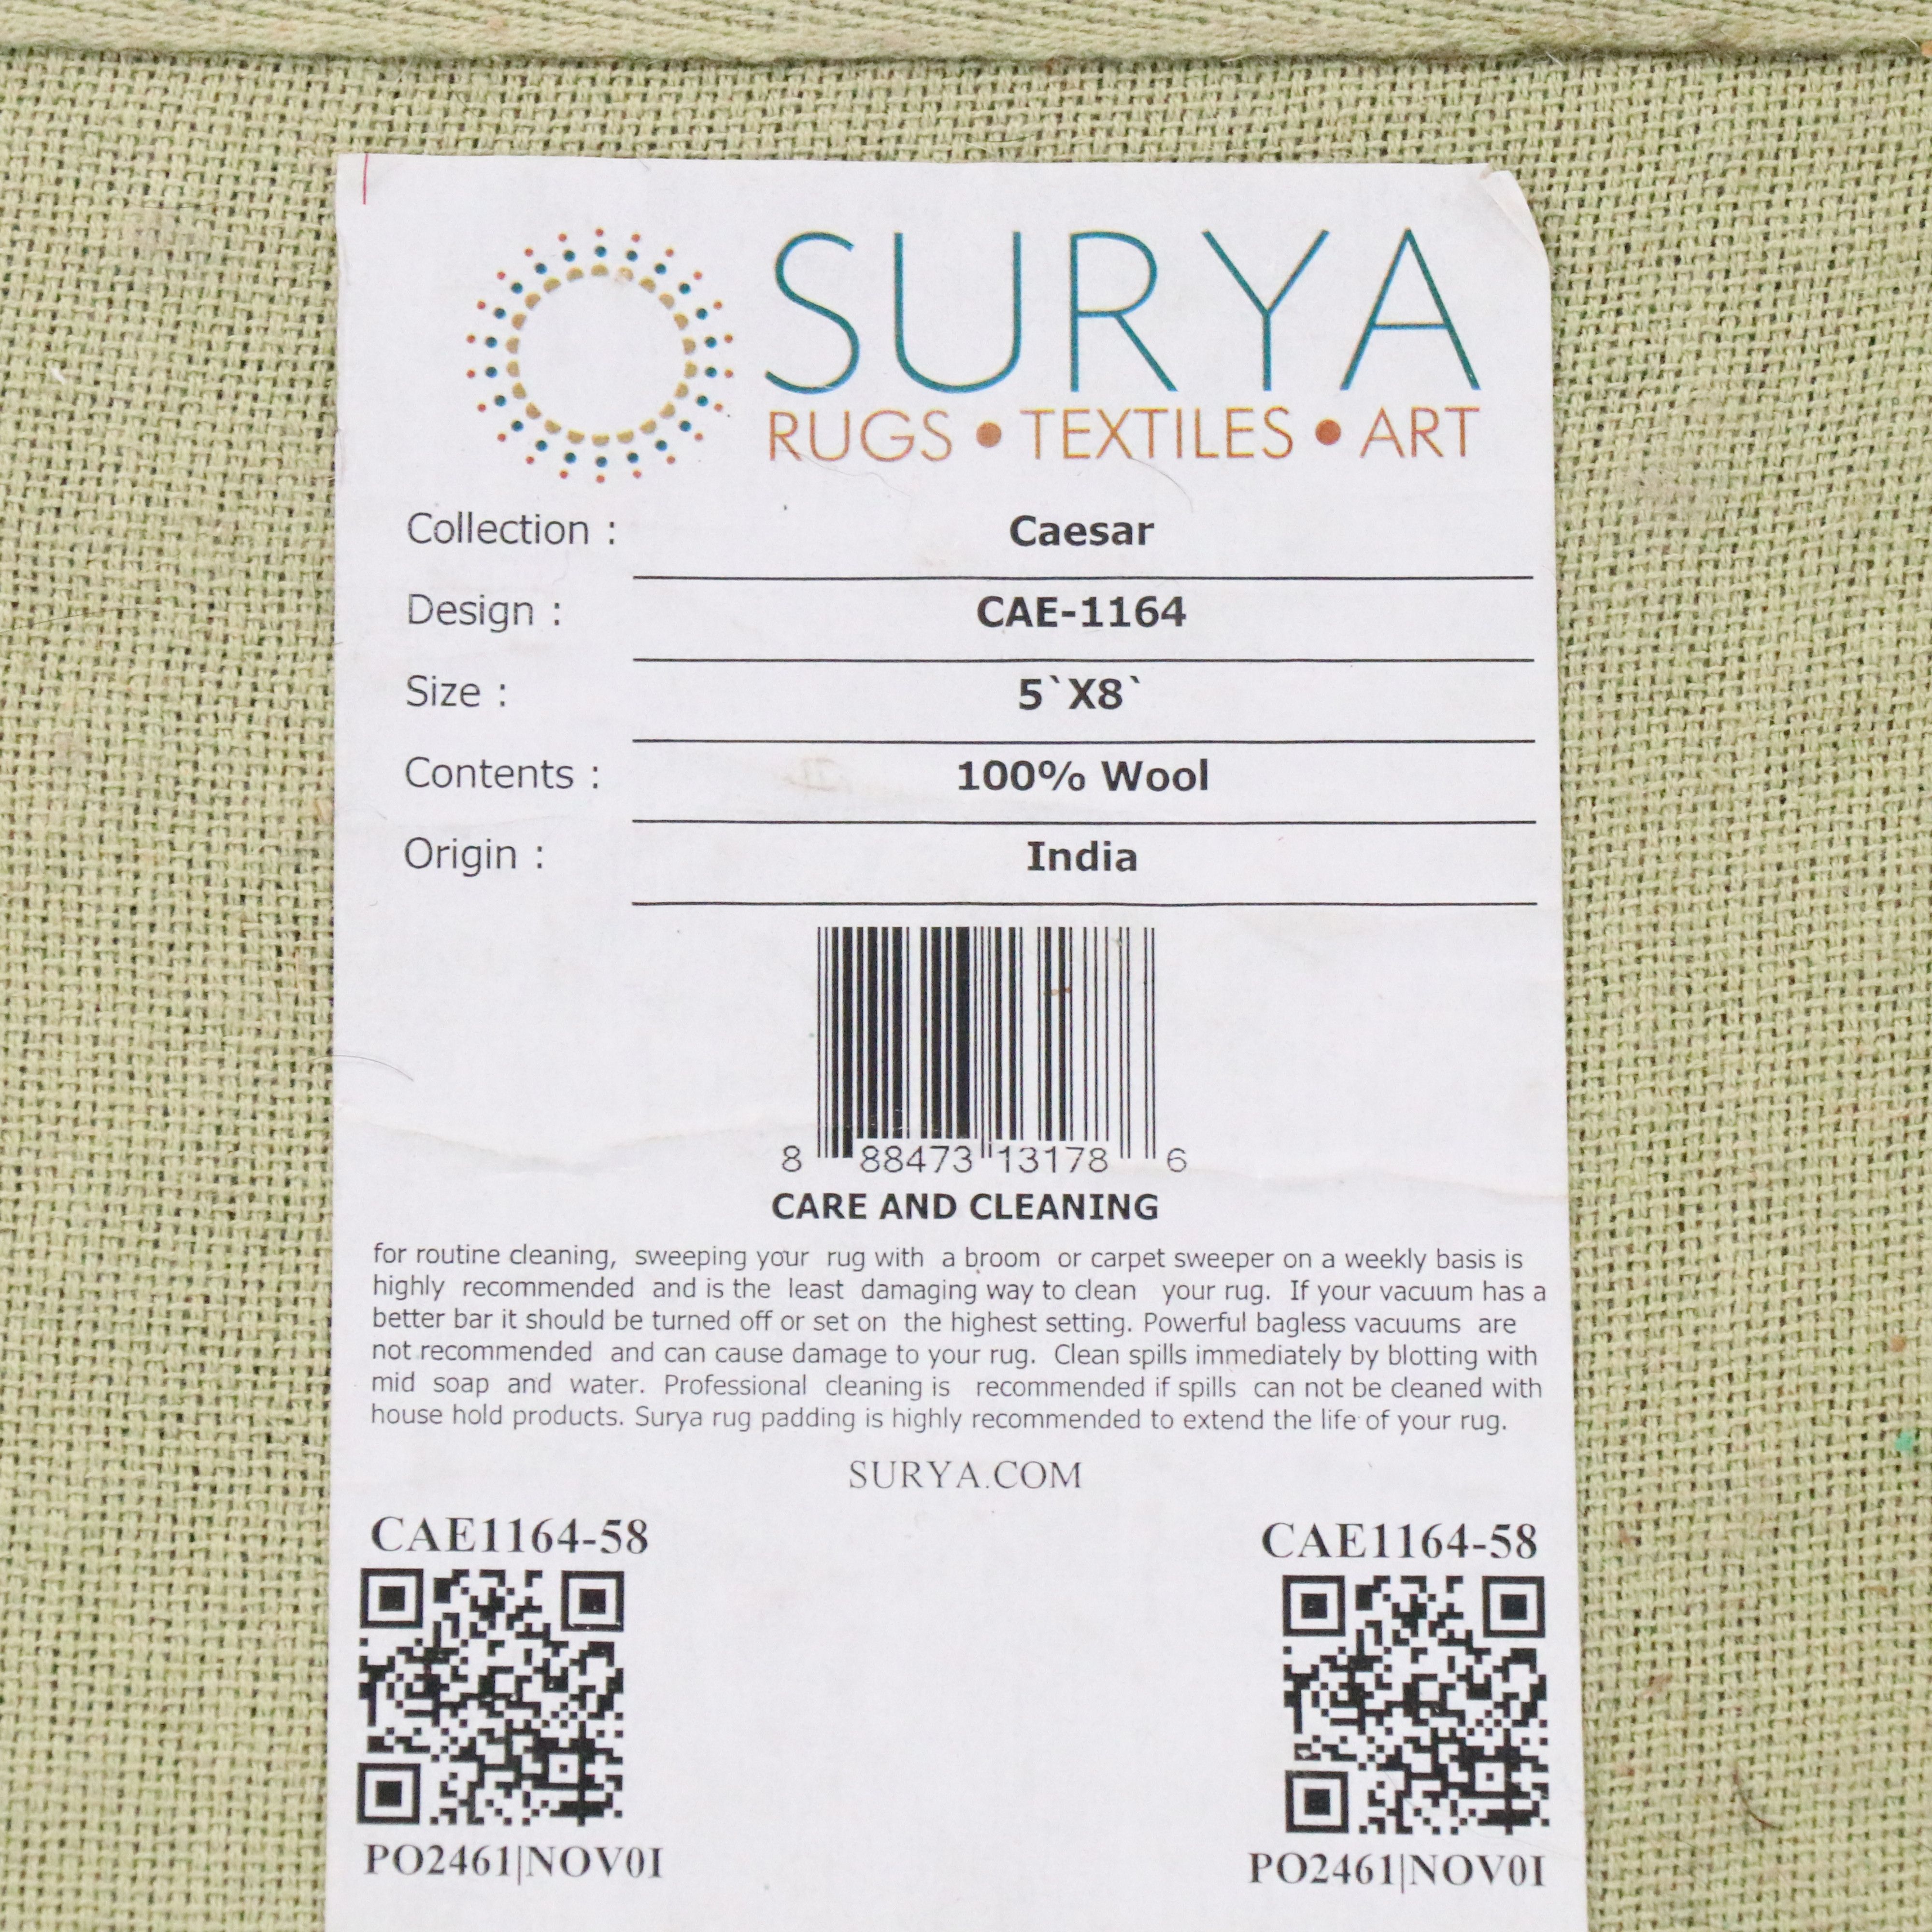 SURYA
RUGS • TEXTILES • ART
Collection : Caesar
Design : CAE-1164
Size : 5`X8`
Contents : 100% Wool
Origin : India
8 88473 13178 6
CARE AND CLEANING
for routine cleaning, sweeping your rug with a broom or carpet sweeper on a weekly basis is
highly recommended and is the least damaging way to clean your rug. If your vacuum has a
better bar it should be turned off or set on the highest setting. Powerful bagless vacuums are
not recommended and can cause damage to your rug. Clean spills immediately by blotting with
mid soap and water. Professional cleaning is recommended if spills can not be cleaned with
house hold products. Surya rug padding is highly recommended to extend the life of your rug.
SURYA.COM
CAE1164-58 CAE1164-58
PO2461|NOV0I PO2461|NOV0I